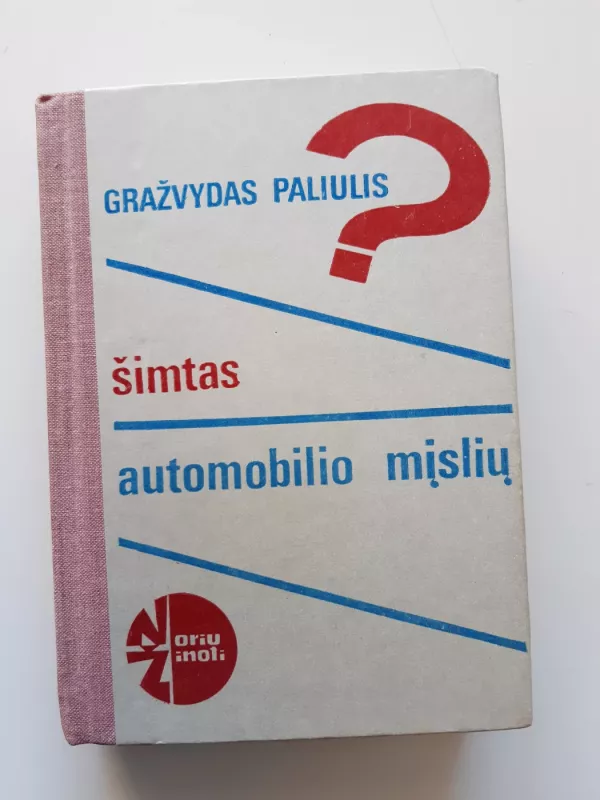 GRAŽVYDAS PALIULIS
šimtas
automobilio mįslių
Noriu
Žinoti